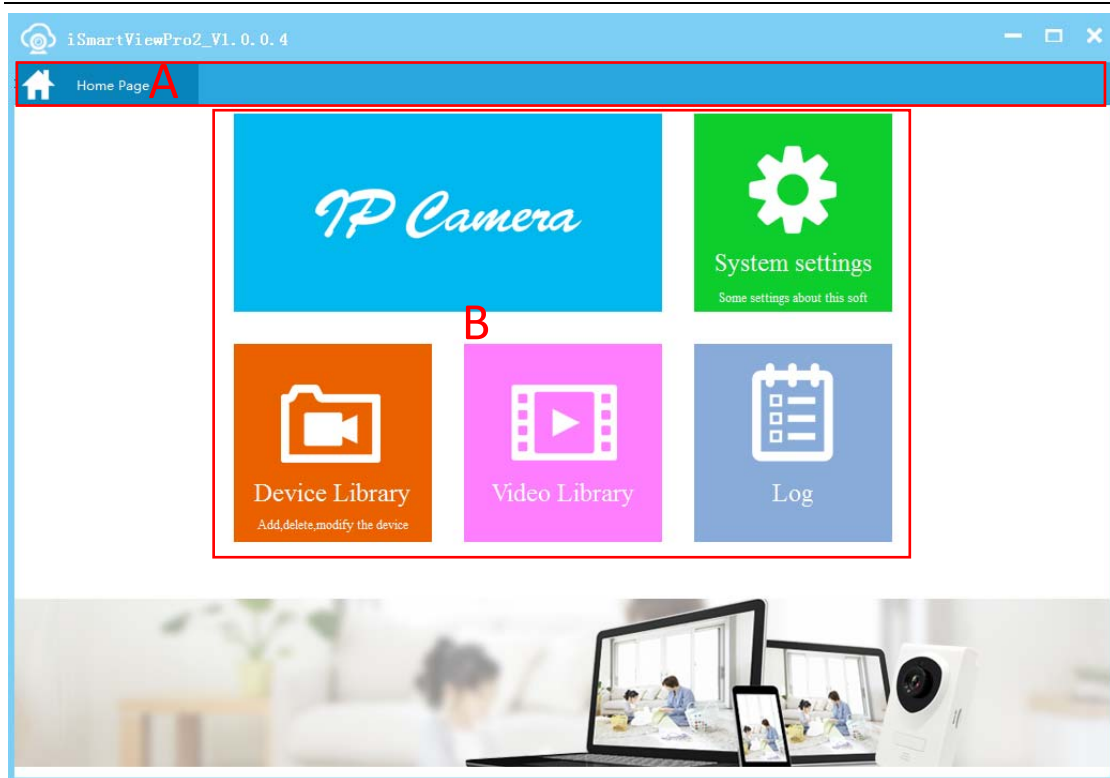 iSmartViewPro2_V1.0.0.4
Home Page
A
IP Camera
System settings
Some settings about this soft
B
Device Library
Add,delete,modify the device
Video Library
Log